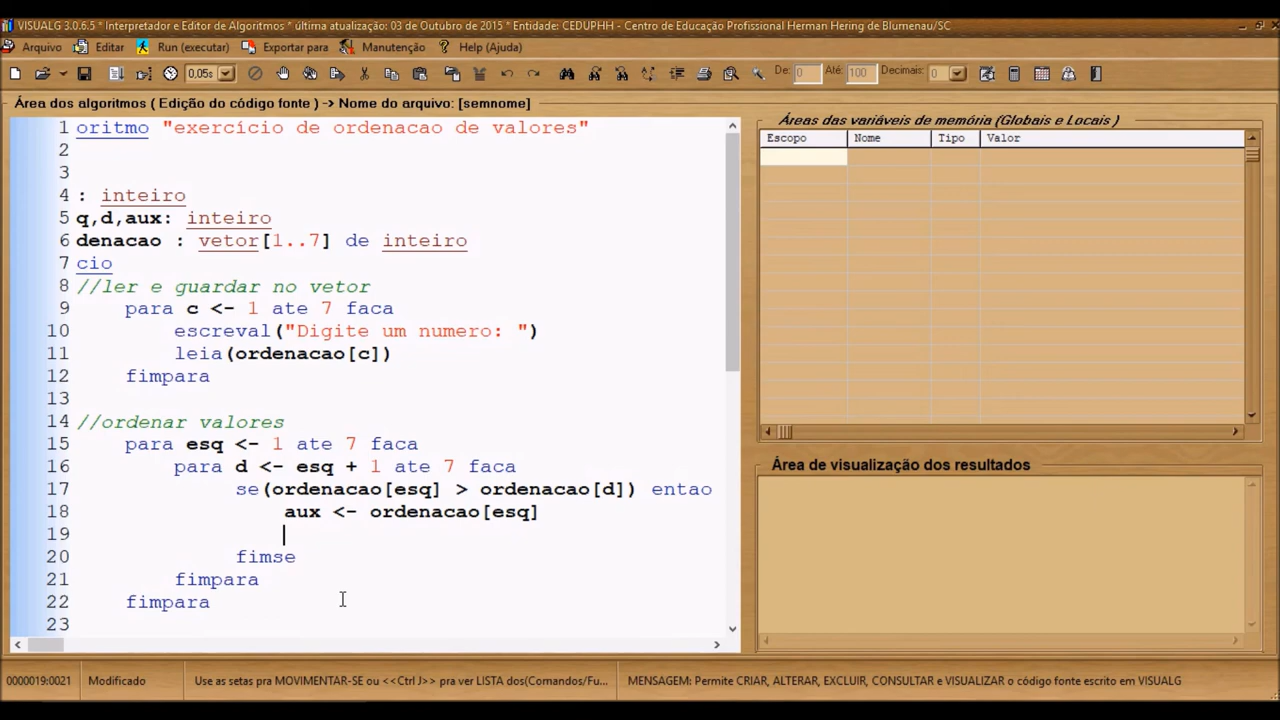 VISUALG 3.0.6.5 * Interpretador e Editor de Algoritmos * última atualização: 03 de Outubro de 2015 * Entidade: CEDUPHH - Centro de Educação Profissional Herman Hering de Blumenau/SC
Arquivo Editar Run (executar) Exportar para Manutenção Help (Ajuda)
0,05s De: 0 Até: 100 Decimais: 0
Área dos algoritmos ( Edição do código fonte ) -> Nome do arquivo: [semnome]
1 oritmo "exercício de ordenacao de valores"
2
3
4 : inteiro
5 q,d,aux: inteiro
6 denacao : vetor[1..7] de inteiro
7 cio
8 //ler e guardar no vetor
9 para c <- 1 ate 7 faca
10 escreval("Digite um numero: ")
11 leia(ordenacao[c])
12 fimpara
13
14 //ordenar valores
15 para esq <- 1 ate 7 faca
16 para d <- esq + 1 ate 7 faca
17 se(ordenacao[esq] > ordenacao[d]) entao
18 aux <- ordenacao[esq]
19
20 fimse
21 fimpara
22 fimpara
23
Áreas das variáveis de memória (Globais e Locais )
Escopo Nome Tipo Valor
Área de visualização dos resultados
0000019:0021 Modificado Use as setas pra MOVIMENTAR-SE ou <<Ctrl J>> pra ver LISTA dos(Comandos/Fu... MENSAGEM: Permite CRIAR, ALTERAR, EXCLUIR, CONSULTAR e VISUALIZAR o código fonte escrito em VISUALG